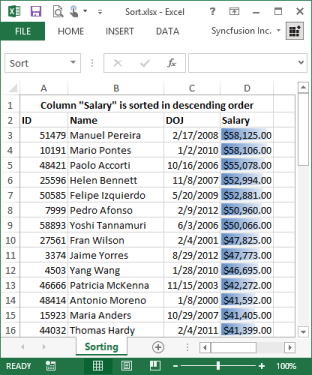 Sort.xlsx - Excel
FILE HOME INSERT DATA Syncfusion Inc.
Sort fx
A B C D
1 Column "Salary" is sorted in descending order
2 ID Name DOJ Salary
3 51479 Manuel Pereira 2/17/2008 $58,125.00
4 10191 Mario Pontes 1/2/2010 $58,106.00
5 48421 Paolo Accorti 10/16/2006 $55,078.00
6 25596 Helen Bennett 11/8/2007 $52,994.00
7 50585 Felipe Izquierdo 5/20/2009 $52,881.00
8 7999 Pedro Afonso 2/9/2012 $50,960.00
9 58893 Yoshi Tannamuri 6/3/2006 $50,066.00
10 27561 Fran Wilson 2/4/2001 $47,825.00
11 3374 Jaime Yorres 8/29/2012 $47,773.00
12 4503 Yang Wang 1/28/2010 $46,695.00
13 46666 Patricia McKenna 11/15/2003 $42,272.00
14 48414 Antonio Moreno 1/8/2000 $41,592.00
15 15923 Maria Anders 10/29/2007 $41,405.00
16 44032 Thomas Hardy 2/4/2011 $41,399.00
Sorting
READY 100%